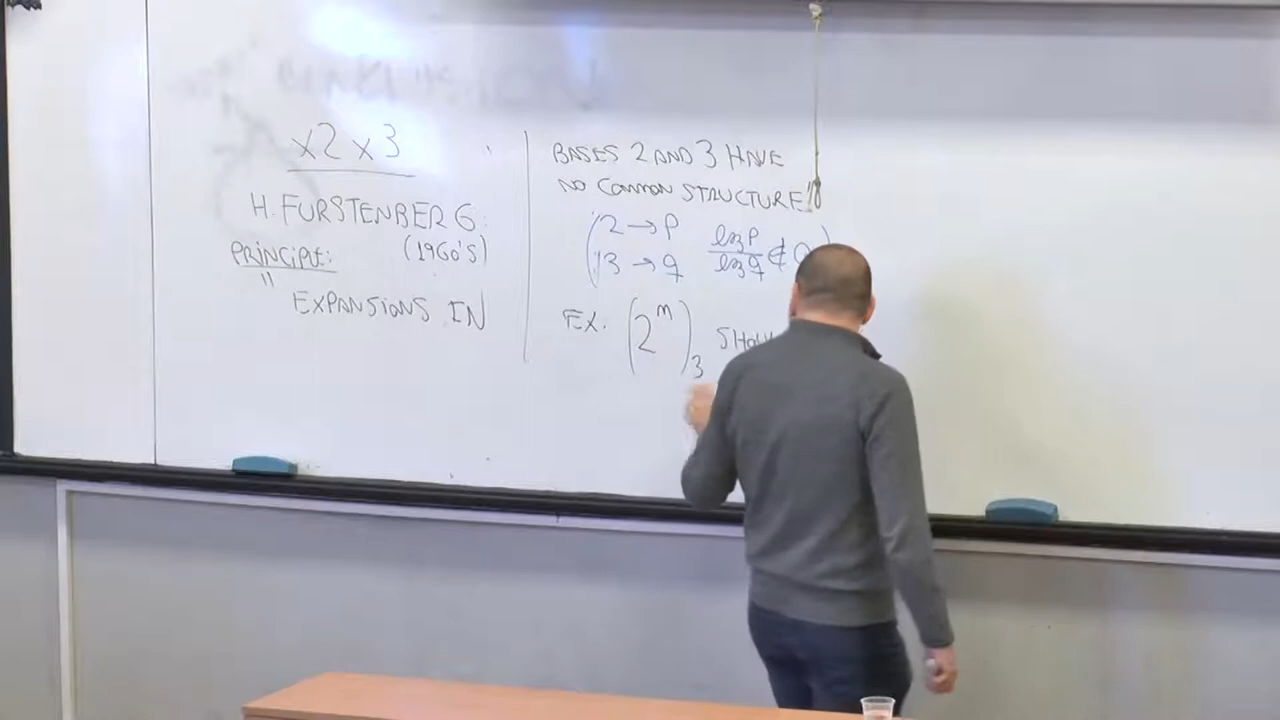 ×2 ×3
H. FURSTENBERG
PRINCIPLE: (1960'S)
"EXPANSIONS IN
BASES 2 AND 3 HAVE
NO COMMON STRUCTURE"
(2 → p
3 → q
log p / log q ∉ Q)
EX. (2^n)_3